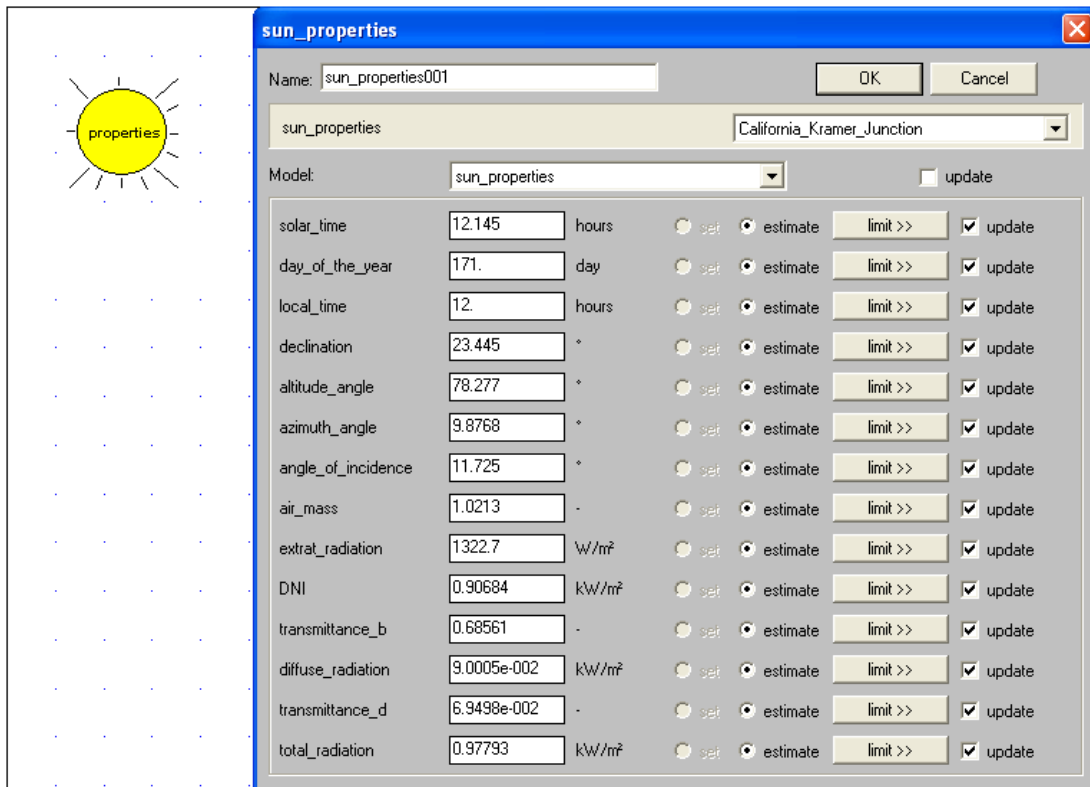 sun_properties
properties
Name: sun_properties001 OK Cancel
sun_properties California_Kramer_Junction
Model: sun_properties update
solar_time 12.145 hours set estimate limit >> update
day_of_the_year 171. day set estimate limit >> update
local_time 12. hours set estimate limit >> update
declination 23.445 ° set estimate limit >> update
altitude_angle 78.277 ° set estimate limit >> update
azimuth_angle 9.8768 ° set estimate limit >> update
angle_of_incidence 11.725 ° set estimate limit >> update
air_mass 1.0213 - set estimate limit >> update
extrat_radiation 1322.7 W/m² set estimate limit >> update
DNI 0.90684 kW/m² set estimate limit >> update
transmittance_b 0.68561 - set estimate limit >> update
diffuse_radiation 9.0005e-002 kW/m² set estimate limit >> update
transmittance_d 6.9498e-002 - set estimate limit >> update
total_radiation 0.97793 kW/m² set estimate limit >> update